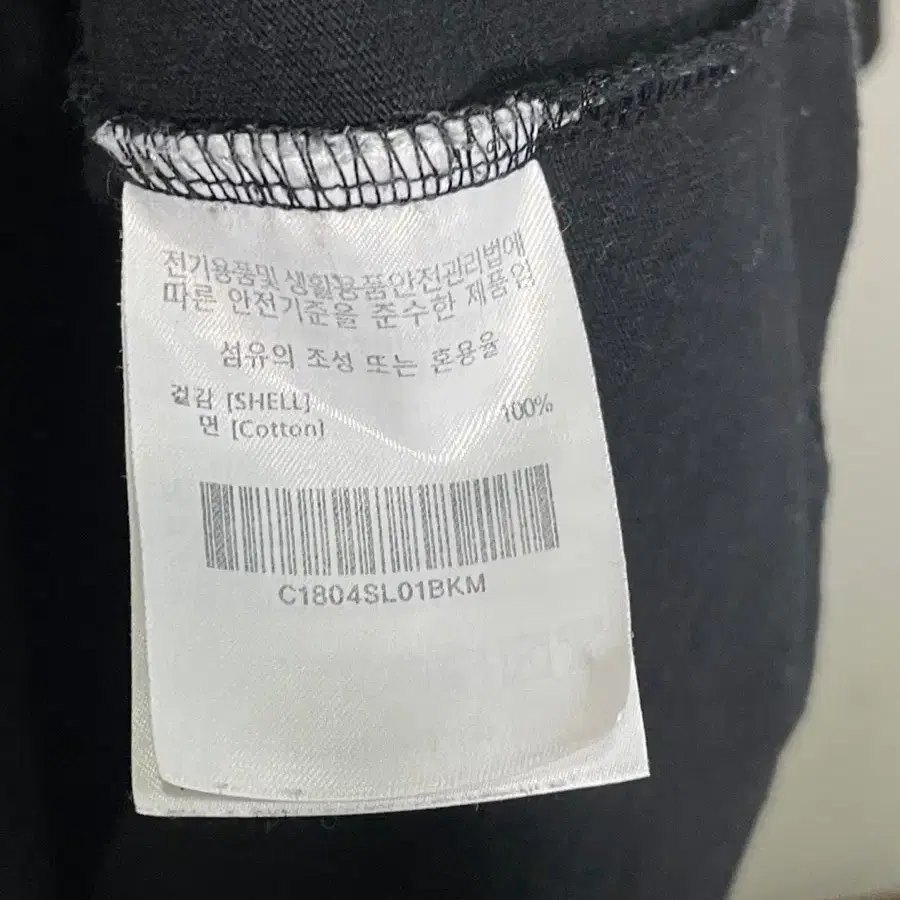 전기용품및 생활용품안전관리법에
따른 안전기준을 준수한 제품임
섬유의 조성 또는 혼용율
겉감 [SHELL]
면 [Cotton] 100%
C1804SL01BKM